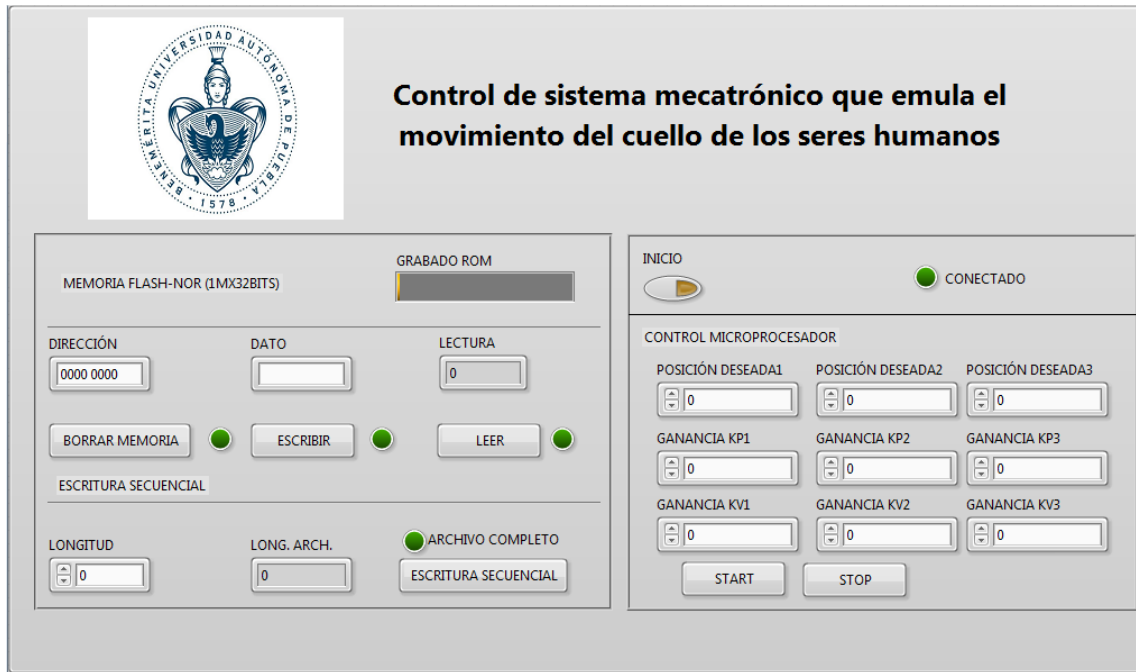 BENEMÉRITA UNIVERSIDAD AUTÓNOMA DE PUEBLA
· 1578 ·
Control de sistema mecatrónico que emula el
movimiento del cuello de los seres humanos
MEMORIA FLASH-NOR (1MX32BITS)
GRABADO ROM
DIRECCIÓN
DATO
LECTURA
0000 0000
0
BORRAR MEMORIA
ESCRIBIR
LEER
ESCRITURA SECUENCIAL
LONGITUD
LONG. ARCH.
ARCHIVO COMPLETO
0
0
ESCRITURA SECUENCIAL
INICIO
CONECTADO
CONTROL MICROPROCESADOR
POSICIÓN DESEADA1
POSICIÓN DESEADA2
POSICIÓN DESEADA3
0
0
0
GANANCIA KP1
GANANCIA KP2
GANANCIA KP3
0
0
0
GANANCIA KV1
GANANCIA KV2
GANANCIA KV3
0
0
0
START
STOP